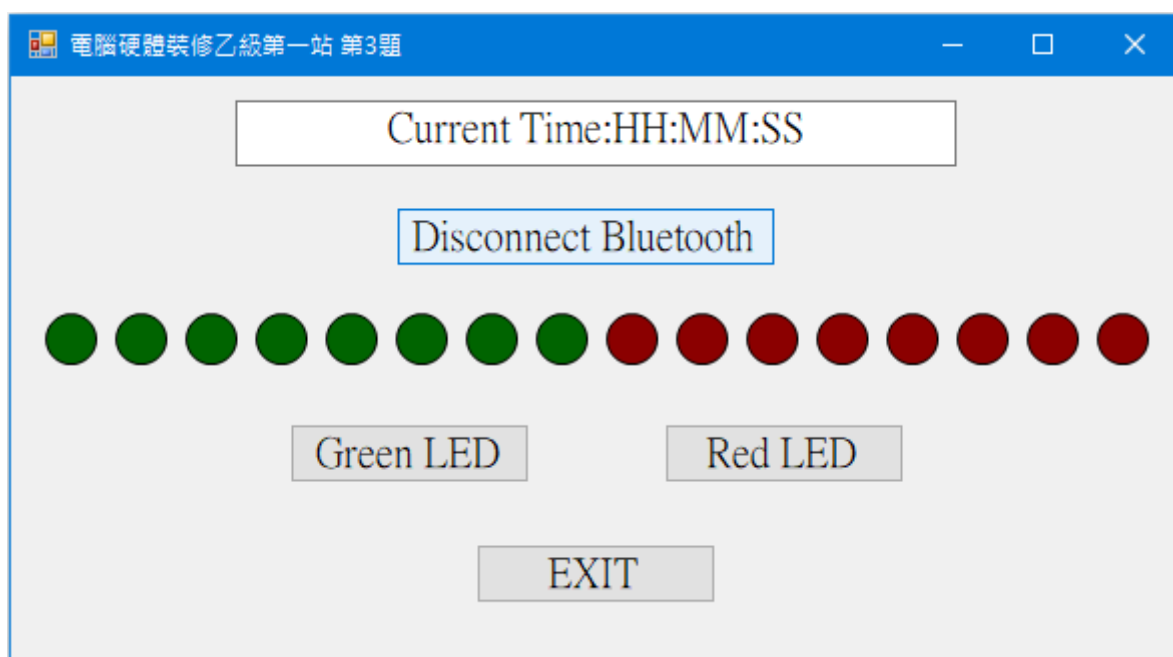 電腦硬體裝修乙級第一站 第3題
Current Time:HH:MM:SS
Disconnect Bluetooth
Green LED
Red LED
EXIT